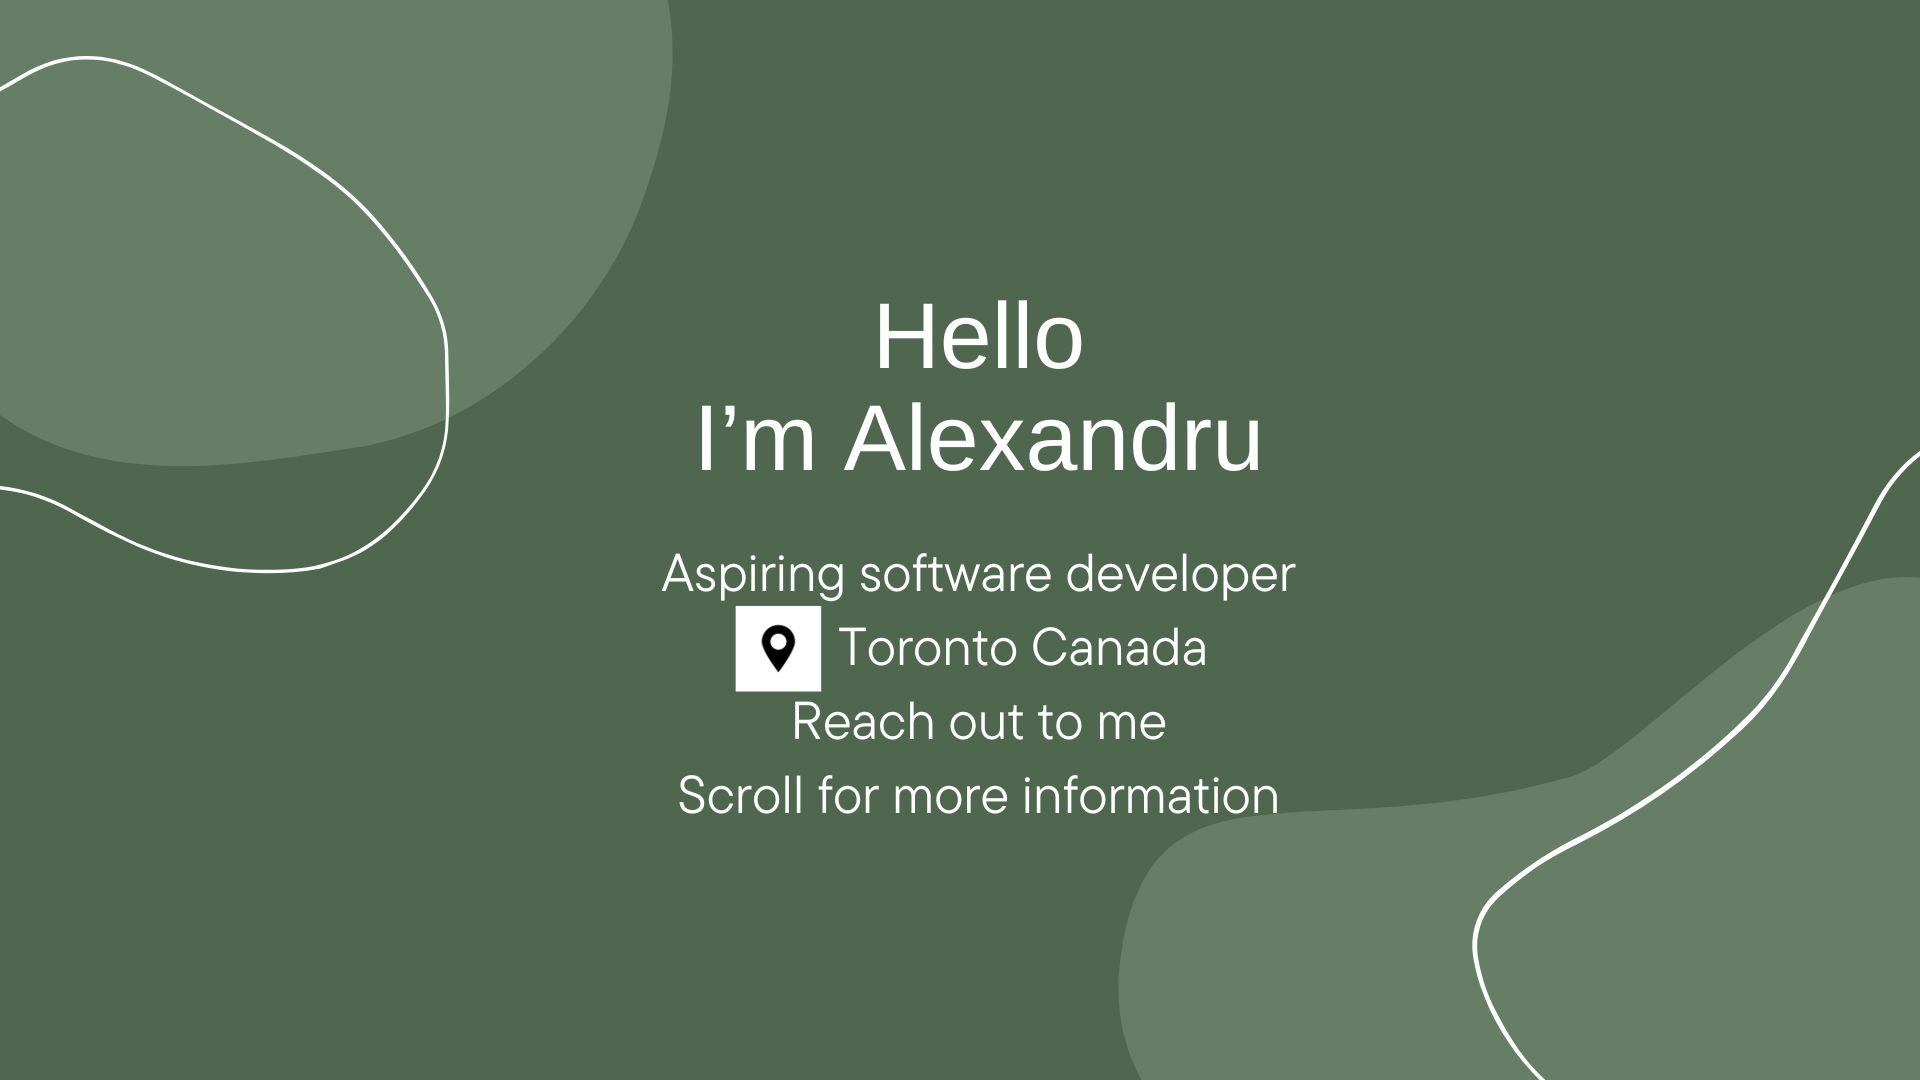 Hello
I’m Alexandru
Aspiring software developer
Toronto Canada
Reach out to me
Scroll for more information